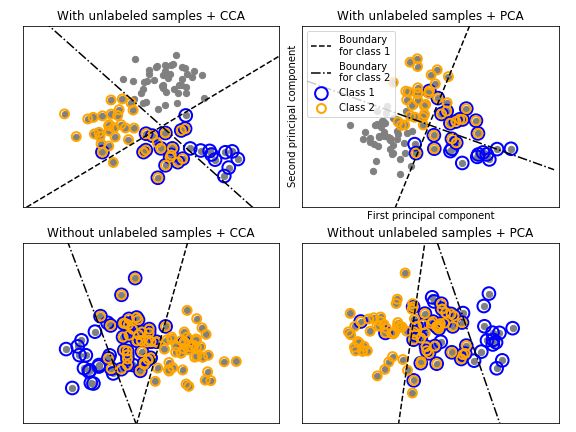 With unlabeled samples + CCA
With unlabeled samples + PCA
Second principal component
Boundary
for class 1
Boundary
for class 2
Class 1
Class 2
First principal component
Without unlabeled samples + CCA
Without unlabeled samples + PCA